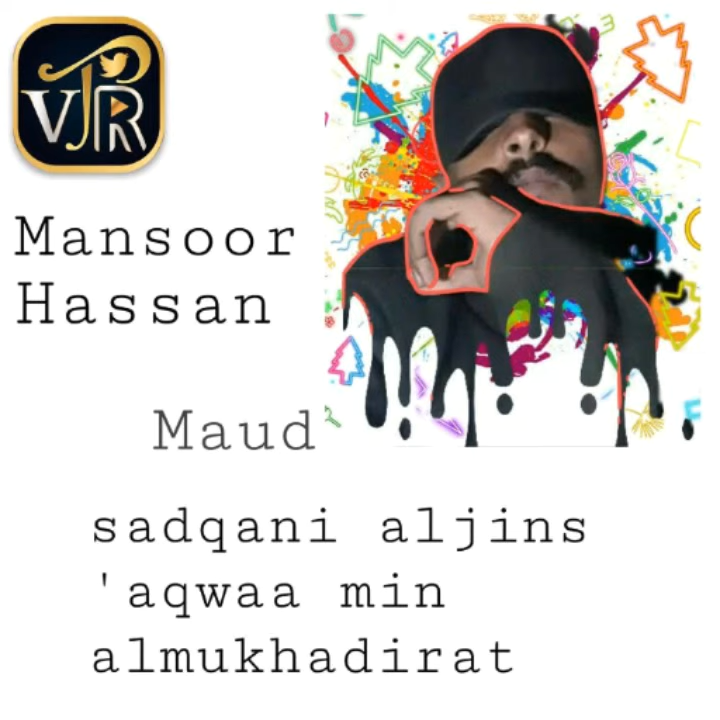 VJR
Mansoor
Hassan
Maud
sadqani aljins
'aqwaa min
almukhadirat